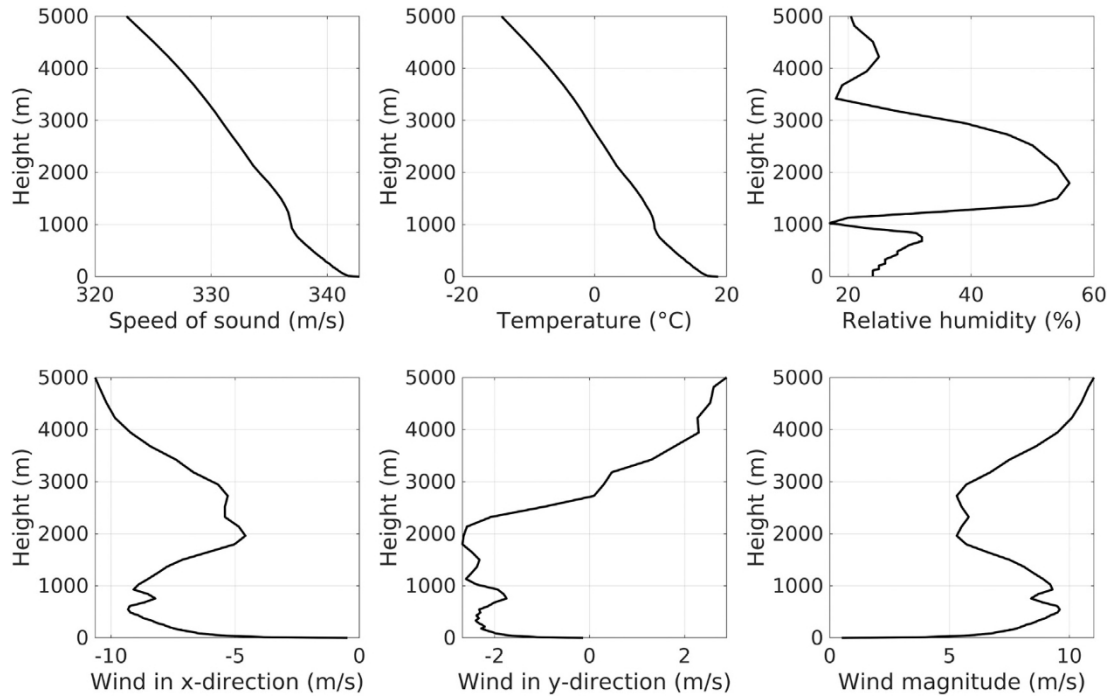 5000
4000
3000
2000
1000
0
Height (m)
320 330 340
Speed of sound (m/s)
5000
4000
3000
2000
1000
0
Height (m)
-20 0 20
Temperature (°C)
5000
4000
3000
2000
1000
0
Height (m)
20 40 60
Relative humidity (%)
5000
4000
3000
2000
1000
0
Height (m)
-10 -5 0
Wind in x-direction (m/s)
5000
4000
3000
2000
1000
0
Height (m)
-2 0 2
Wind in y-direction (m/s)
5000
4000
3000
2000
1000
0
Height (m)
0 5 10
Wind magnitude (m/s)